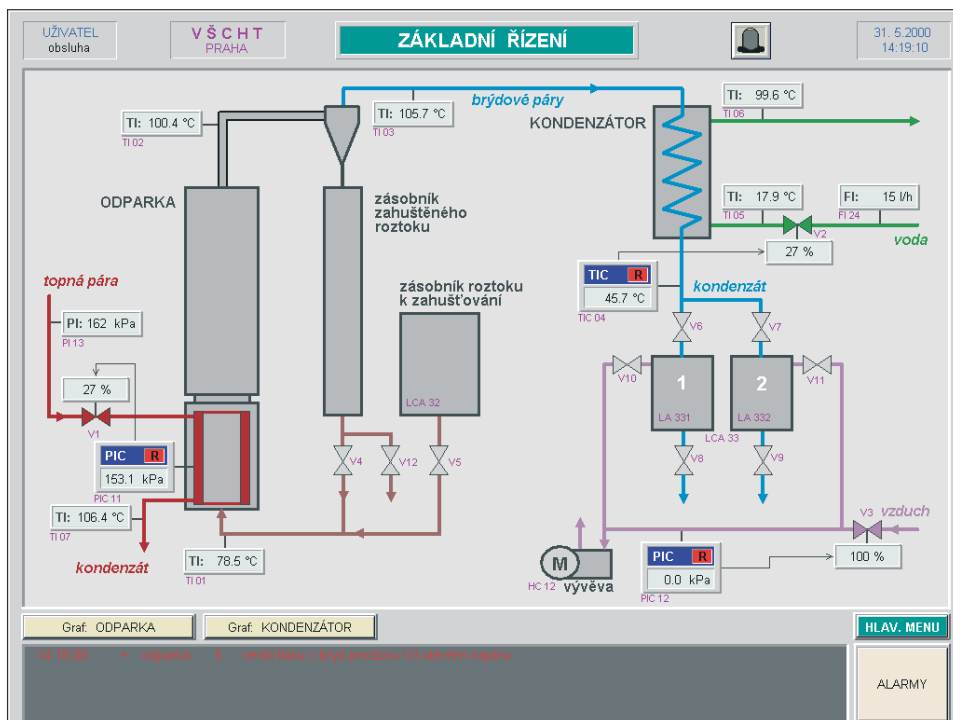 UŽIVATEL
obsluha
VŠCHT
PRAHA
ZÁKLADNÍ ŘÍZENÍ
31. 5.2000
14:19:10
TI: 100.4 °C
TI 02
brýdové páry
TI: 105.7 °C
TI 03
KONDENZÁTOR
TI: 99.6 °C
TI 06
ODPARKA
zásobník
zahuštěného
roztoku
TI: 17.9 °C
TI 05
FI: 15 l/h
FI 24
V2
voda
27 %
topná pára
zásobník roztoku
k zahušťování
TIC R
45.7 °C
TIC 04
kondenzát
PI: 162 kPa
PI 13
V6
V7
27 %
V1
LCA 32
V10
1
LA 331
2
LA 332
V11
LCA 33
PIC R
153.1 kPa
PIC 11
V4
V12
V5
V8
V9
TI: 106.4 °C
TI 07
kondenzát
TI: 78.5 °C
TI 01
V3
vzduch
100 %
M
HC 12
vývěva
PIC R
0.0 kPa
PIC 12
Graf: ODPARKA
Graf: KONDENZÁTOR
HLAV. MENU
ALARMY